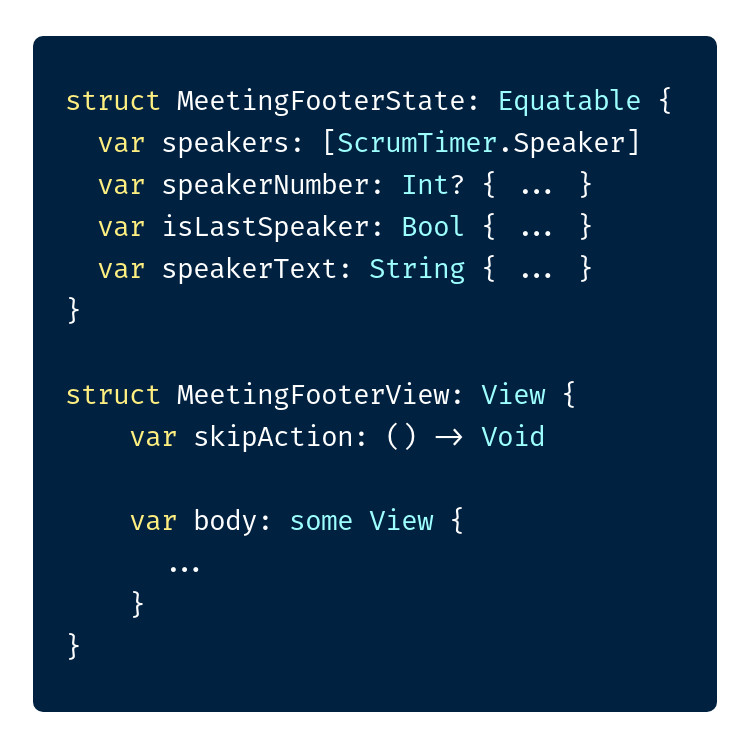 struct MeetingFooterState: Equatable {
  var speakers: [ScrumTimer.Speaker]
  var speakerNumber: Int? { ... }
  var isLastSpeaker: Bool { ... }
  var speakerText: String { ... }
}

struct MeetingFooterView: View {
    var skipAction: () -> Void

    var body: some View {
      ...
    }
}